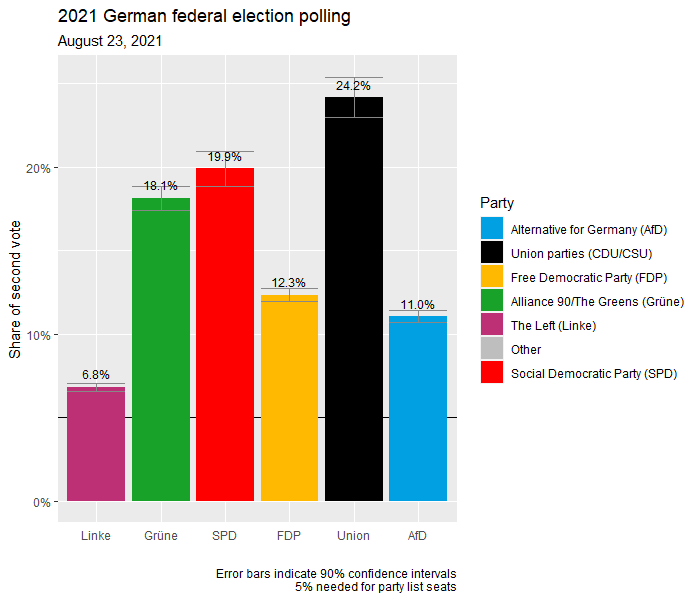 2021 German federal election polling
August 23, 2021
Share of second vote
20%
10%
0%
6.8%
18.1%
19.9%
12.3%
24.2%
11.0%
Linke
Grüne
SPD
FDP
Union
AfD
Party
Alternative for Germany (AfD)
Union parties (CDU/CSU)
Free Democratic Party (FDP)
Alliance 90/The Greens (Grüne)
The Left (Linke)
Other
Social Democratic Party (SPD)
Error bars indicate 90% confidence intervals
5% needed for party list seats